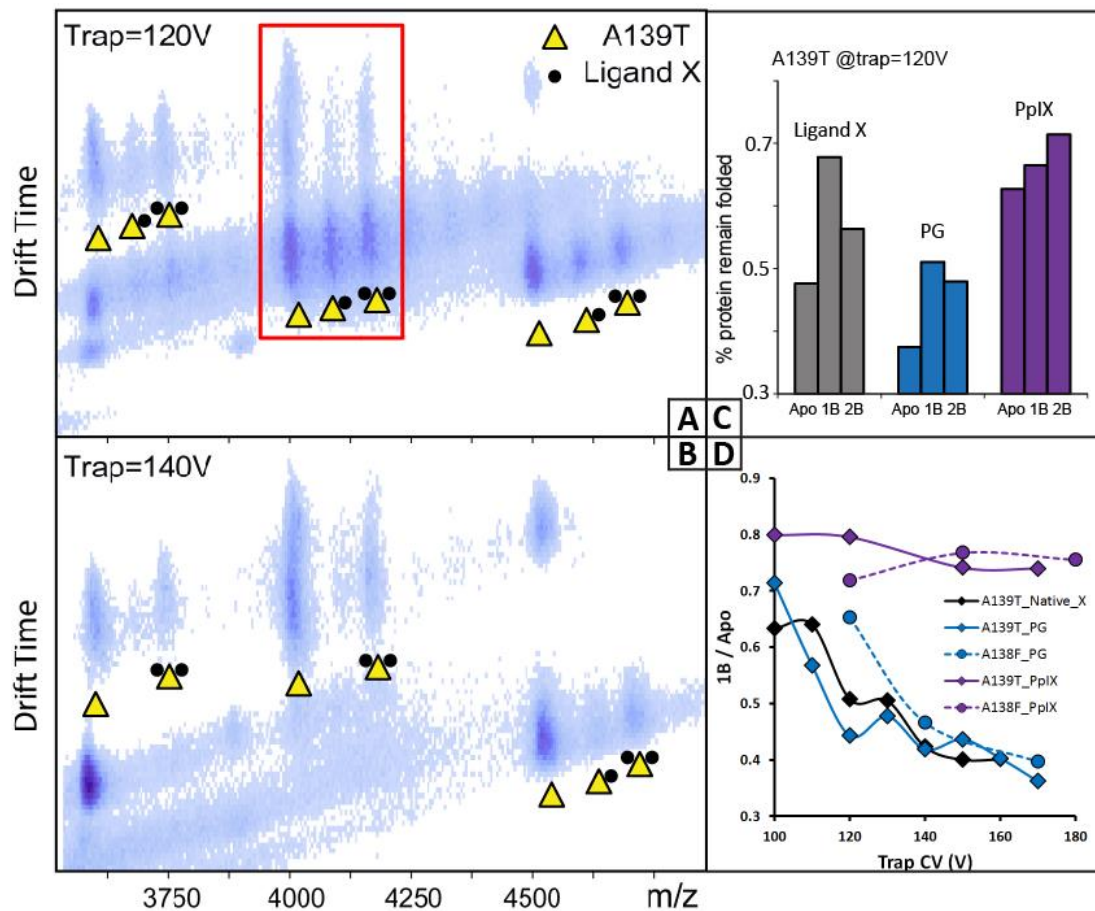 Trap=120V
A139T
Ligand X
Drift Time
A
B
C
D
A139T @trap=120V
% protein remain folded
0.7
0.5
0.3
Ligand X
PG
PpIX
Apo 1B 2B Apo 1B 2B Apo 1B 2B
Trap=140V
Drift Time
3750 4000 4250 4500 m/z
1B / Apo
0.9
0.8
0.7
0.6
0.5
0.4
0.3
A139T_Native_X
A139T_PG
A138F_PG
A139T_PpIX
A138F_PpIX
100 120 140 160 180
Trap CV (V)